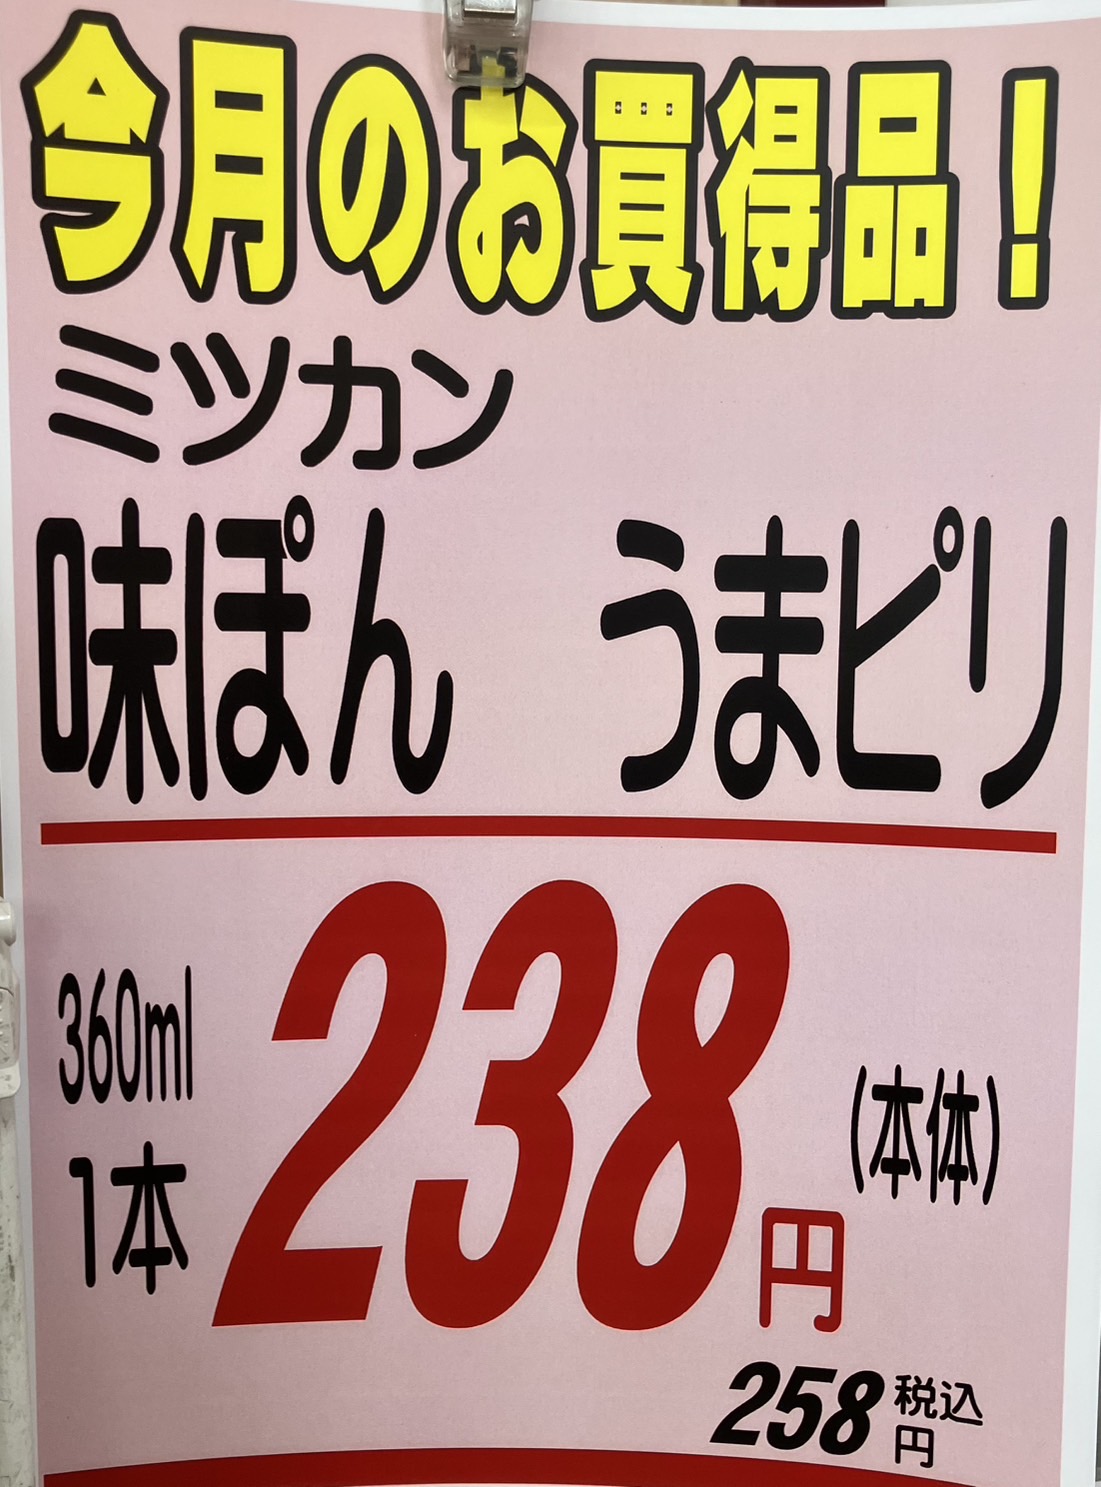 今月のお買得品!
ミツカン
味ぽん　うまピリ
360ml
1本
238円
(本体)
258税込円